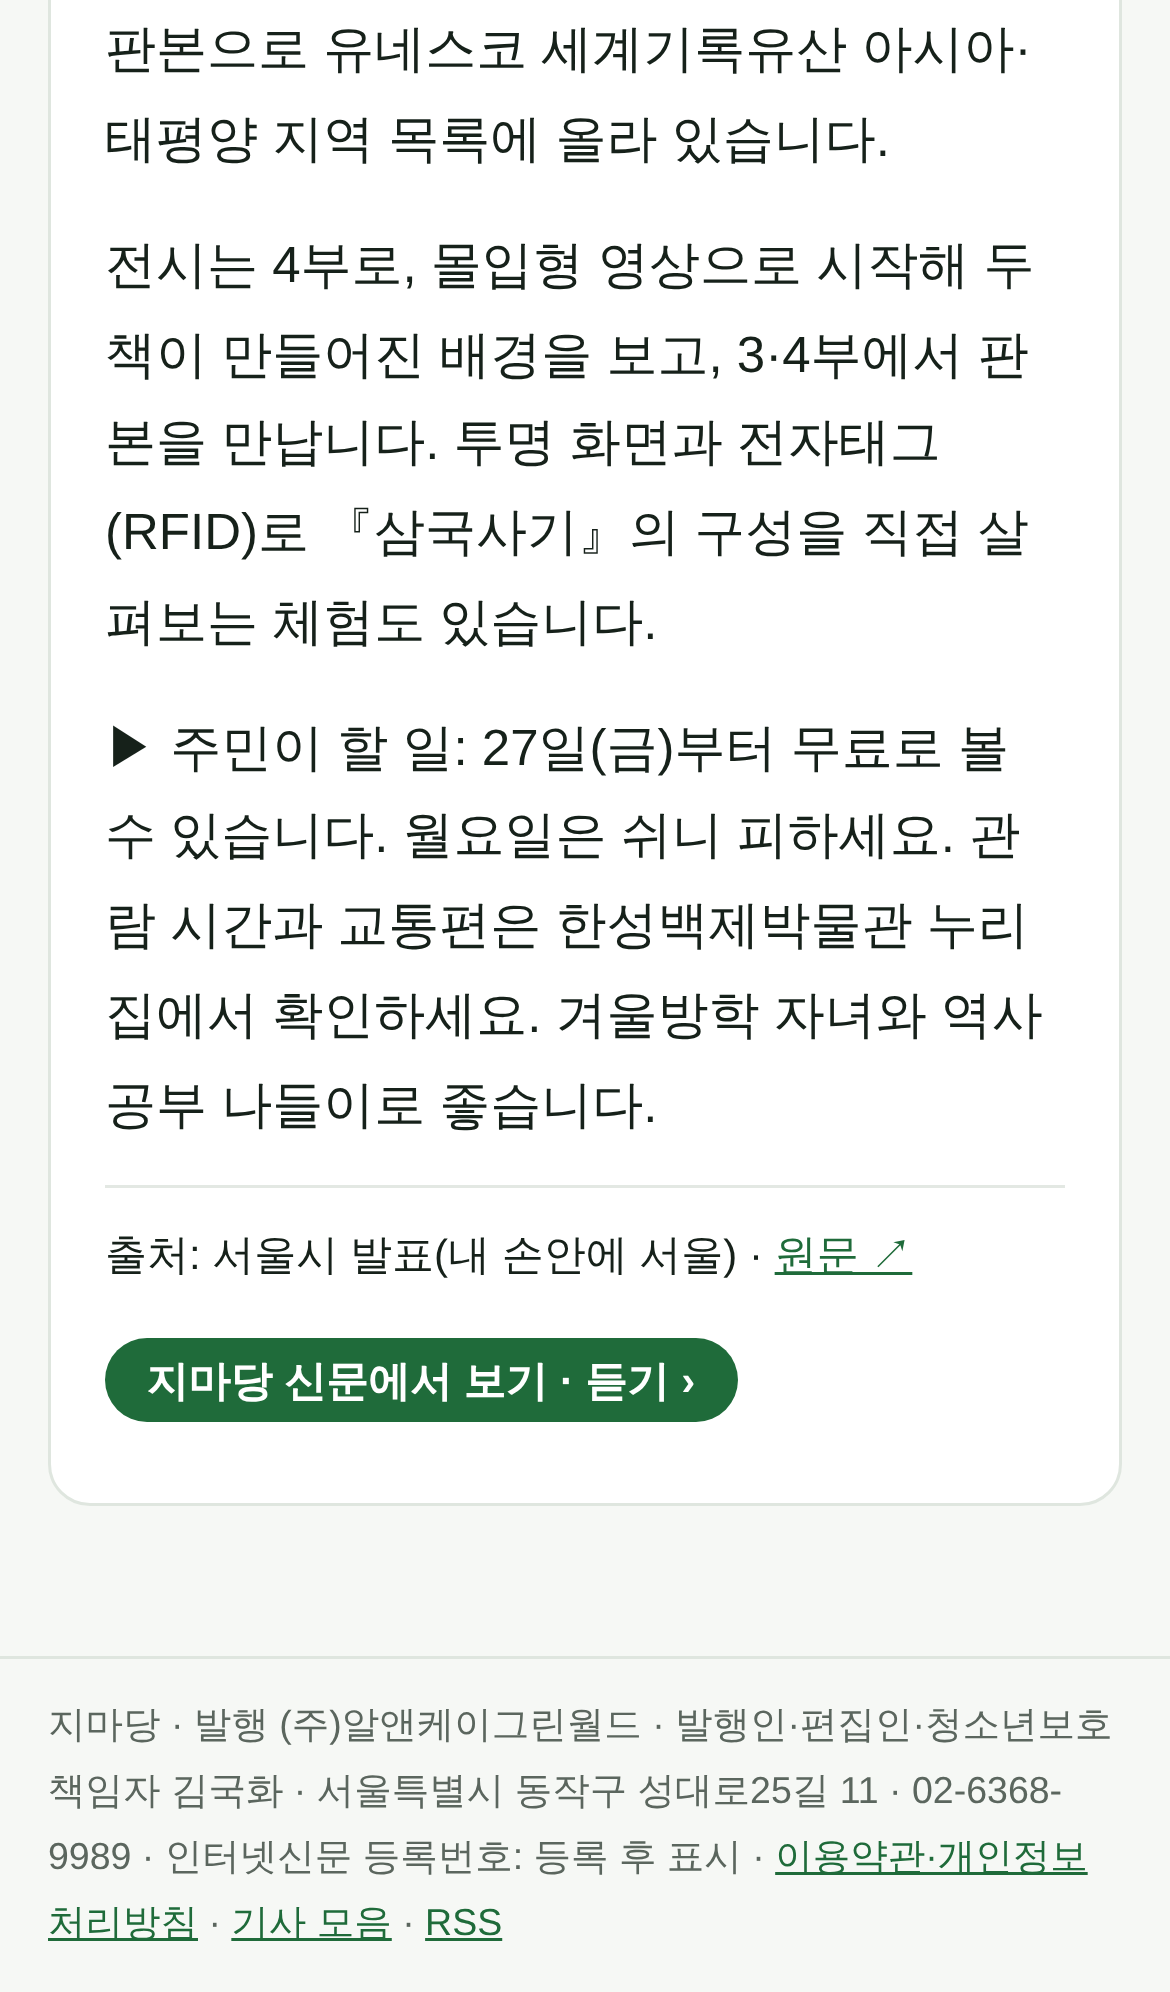 판본으로 유네스코 세계기록유산 아시아·
태평양 지역 목록에 올라 있습니다.
전시는 4부로, 몰입형 영상으로 시작해 두
책이 만들어진 배경을 보고, 3·4부에서 판
본을 만납니다. 투명 화면과 전자태그
(RFID)로 『삼국사기』의 구성을 직접 살
펴보는 체험도 있습니다.
▶ 주민이 할 일: 27일(금)부터 무료로 볼
수 있습니다. 월요일은 쉬니 피하세요. 관
람 시간과 교통편은 한성백제박물관 누리
집에서 확인하세요. 겨울방학 자녀와 역사
공부 나들이로 좋습니다.
출처: 서울시 발표(내 손안에 서울) · 원문 ↗
지마당 신문에서 보기 · 듣기 ›
지마당 · 발행 (주)알앤케이그린월드 · 발행인·편집인·청소년보호
책임자 김국화 · 서울특별시 동작구 성대로25길 11 · 02-6368-
9989 · 인터넷신문 등록번호: 등록 후 표시 · 이용약관·개인정보
처리방침 · 기사 모음 · RSS